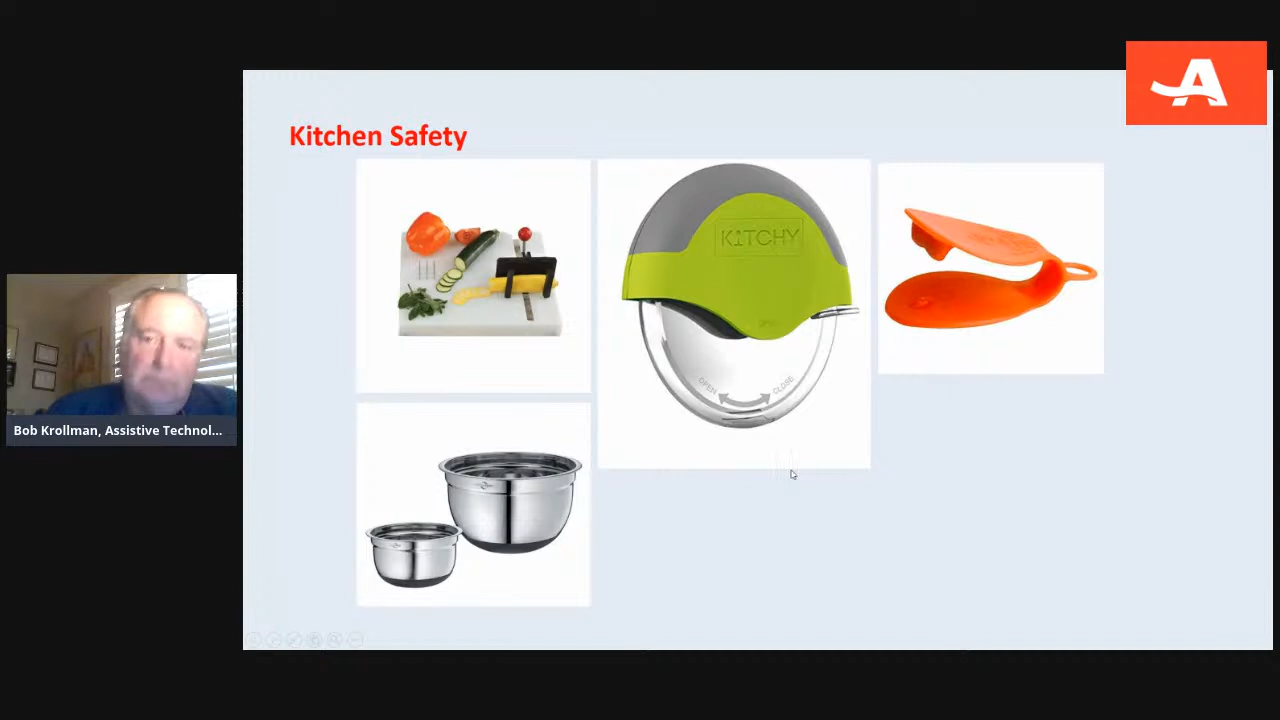 Kitchen Safety
KITCHY
OPEN
CLOSE
Bob Krollman, Assistive Technol...